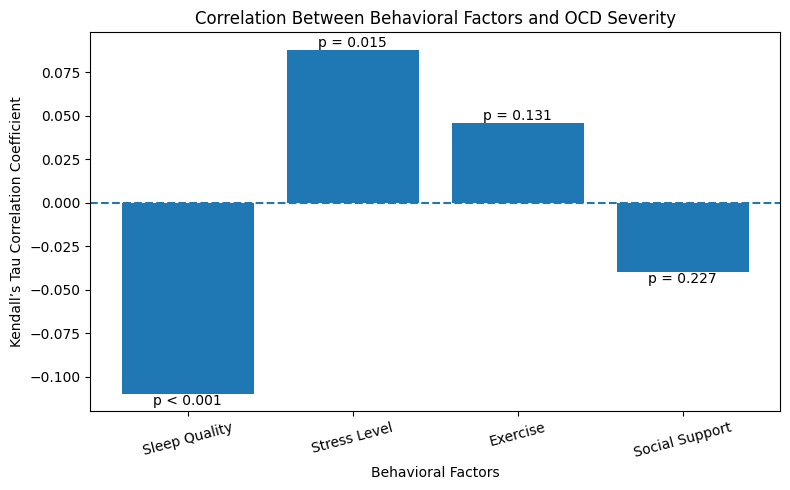 Correlation Between Behavioral Factors and OCD Severity
Kendall’s Tau Correlation Coefficient
0.075
0.050
0.025
0.000
−0.025
−0.050
−0.075
−0.100
p < 0.001
p = 0.015
p = 0.131
p = 0.227
Sleep Quality
Stress Level
Exercise
Social Support
Behavioral Factors